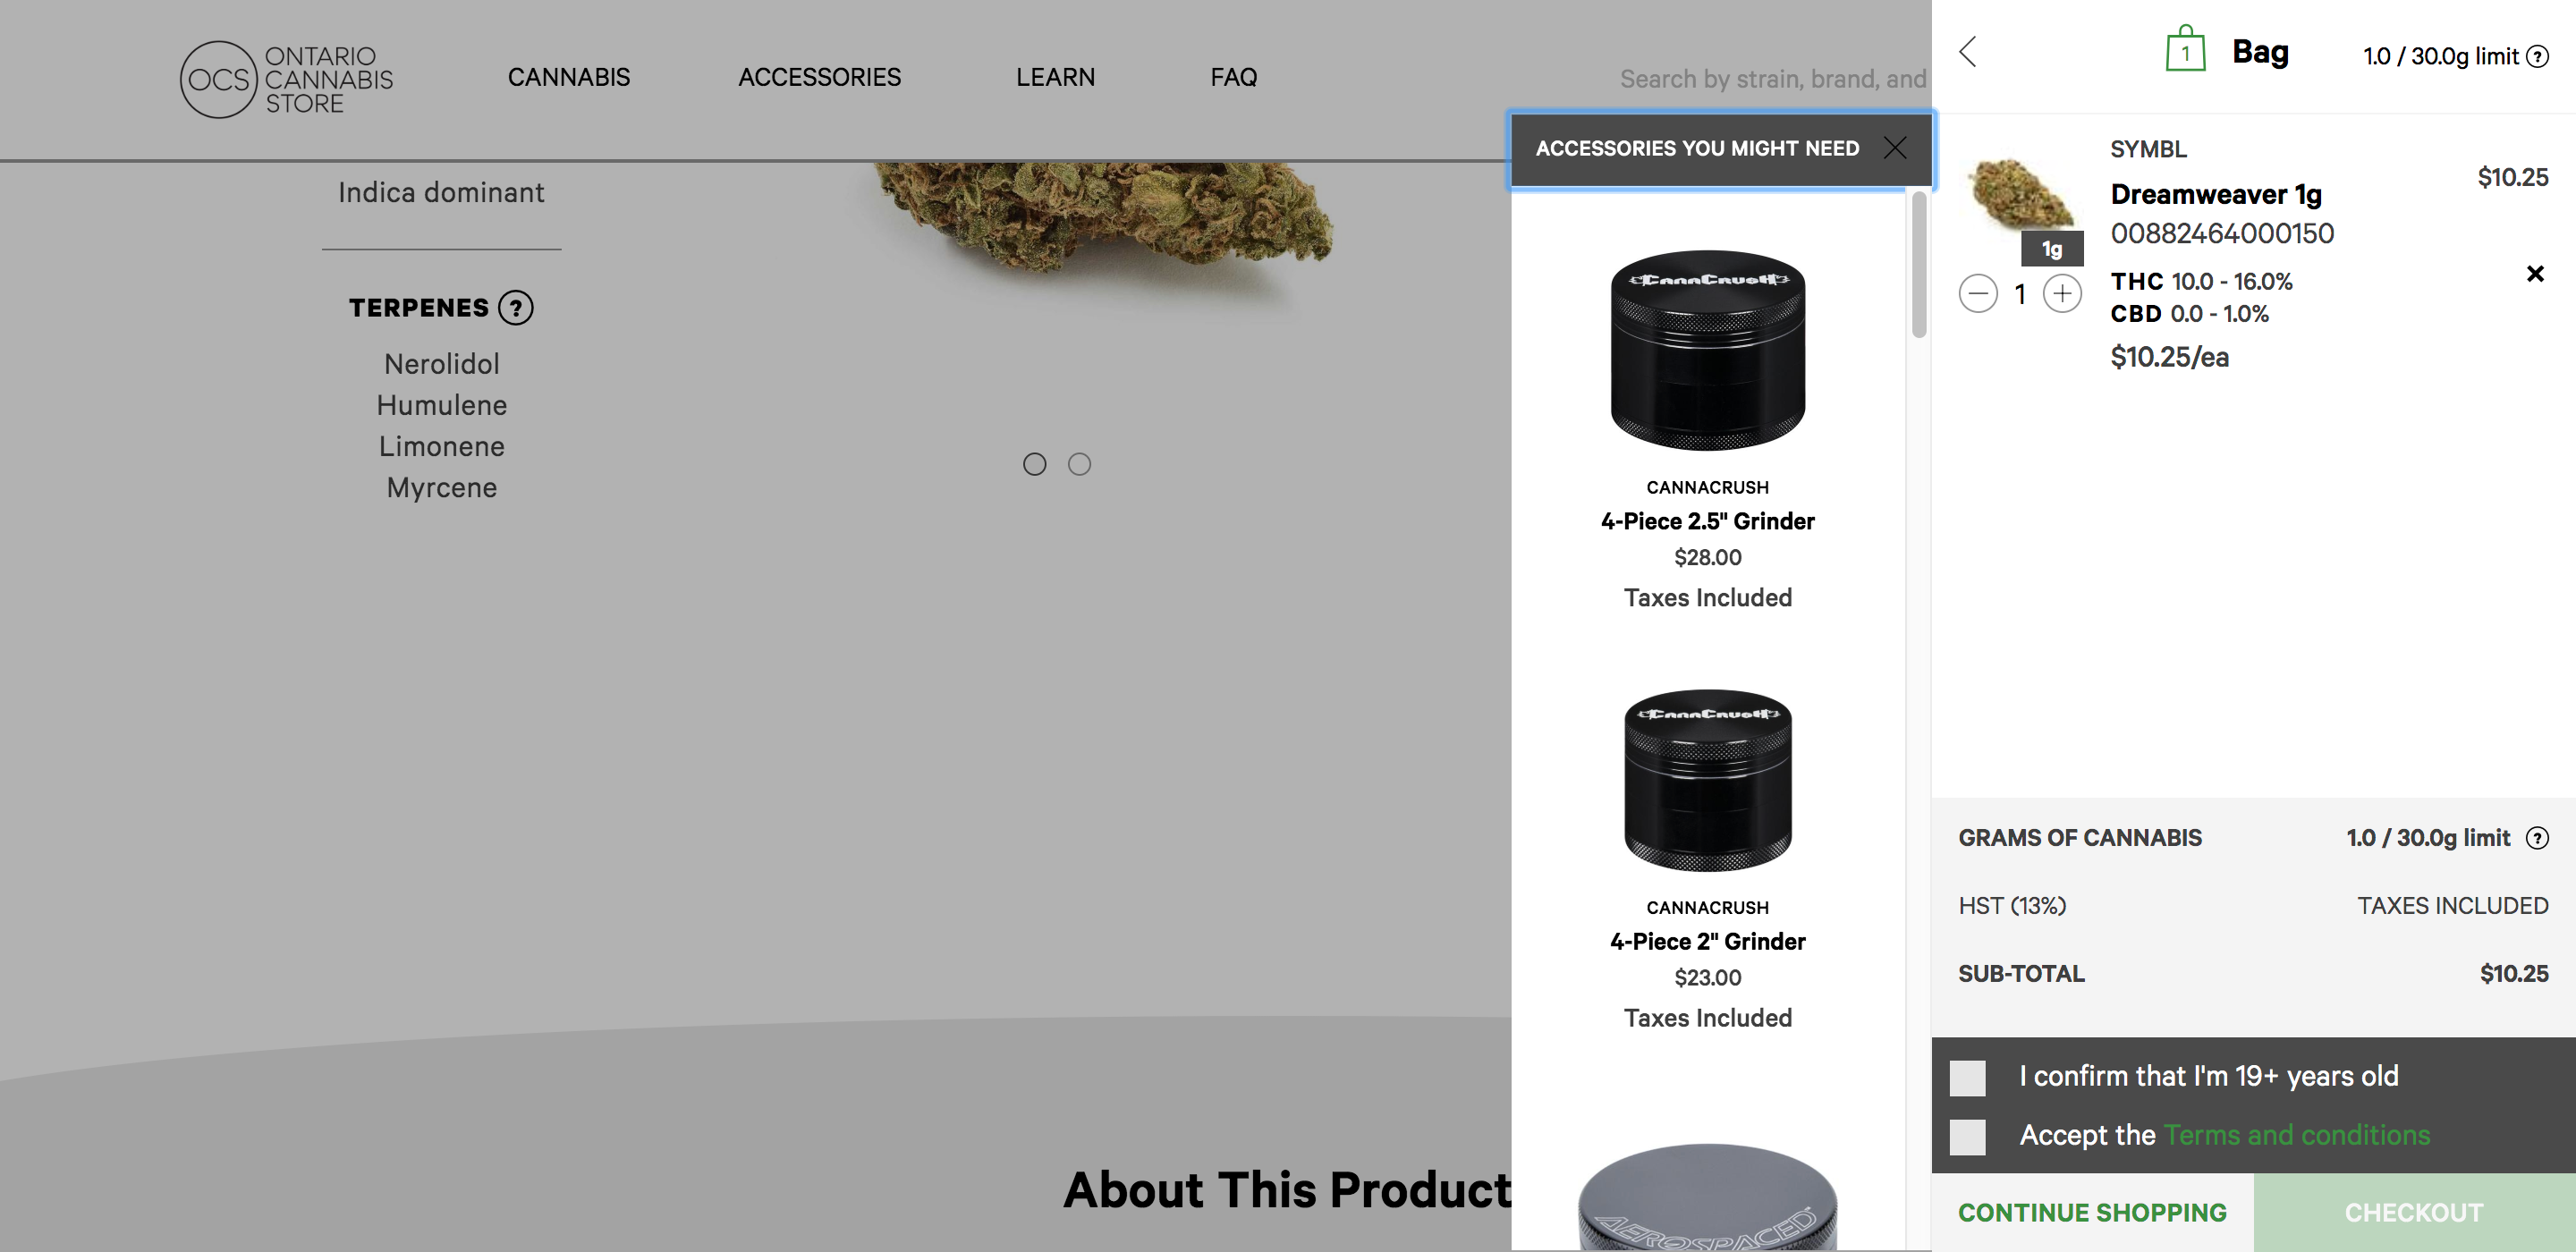 OCS
ONTARIO
CANNABIS
STORE
CANNABIS
ACCESSORIES
LEARN
FAQ
Search by strain, brand, and
Indica dominant
TERPENES ?
Nerolidol
Humulene
Limonene
Myrcene
About This Product
ACCESSORIES YOU MIGHT NEED
CANNACRUSH
CANNACRUSH
4-Piece 2.5" Grinder
$28.00
Taxes Included
CANNACRUSH
CANNACRUSH
4-Piece 2" Grinder
$23.00
Taxes Included
AEROSPACED
1
Bag
1.0 / 30.0g limit ?
SYMBL
$10.25
Dreamweaver 1g
00882464000150
1g
1
THC 10.0 - 16.0%
CBD 0.0 - 1.0%
$10.25/ea
GRAMS OF CANNABIS 1.0 / 30.0g limit ?
HST (13%) TAXES INCLUDED
SUB-TOTAL $10.25
I confirm that I'm 19+ years old
Accept the Terms and conditions
CONTINUE SHOPPING
CHECKOUT